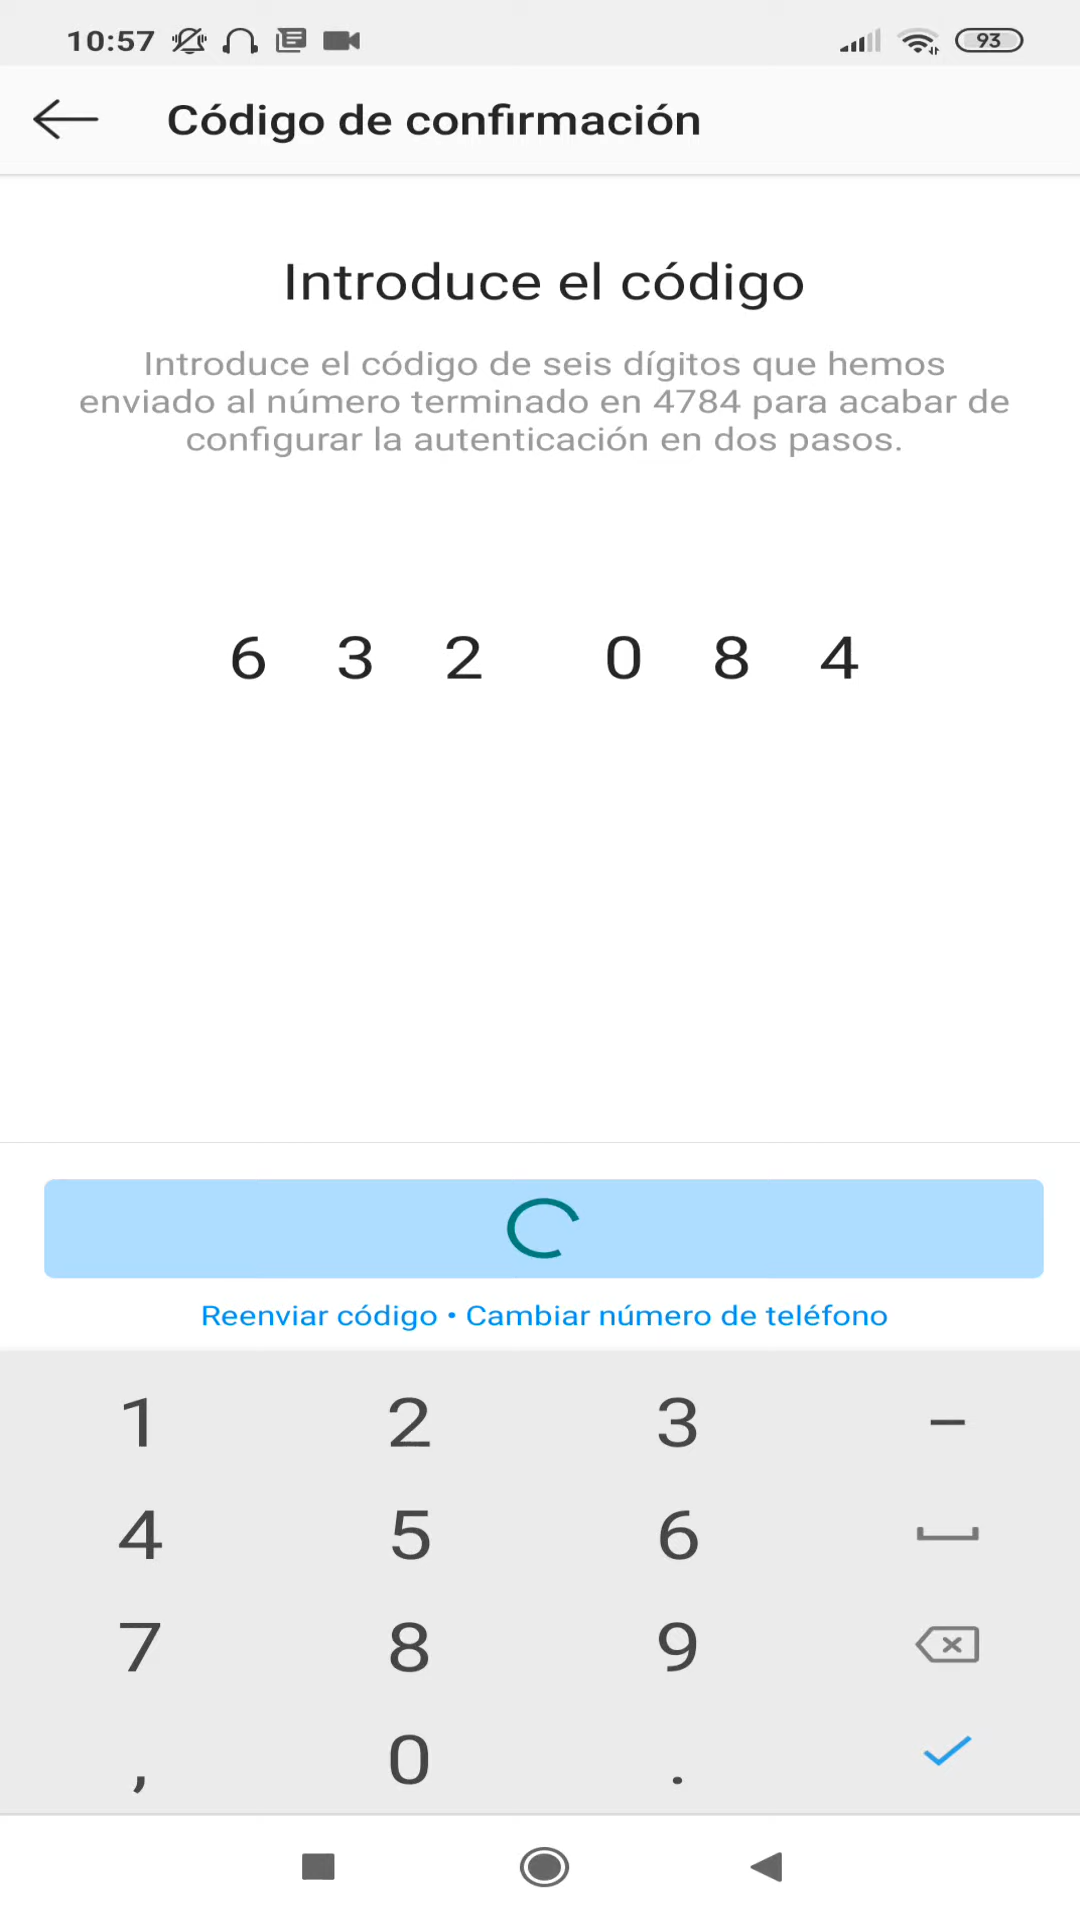 10:57 93
Código de confirmación
Introduce el código
Introduce el código de seis dígitos que hemos
enviado al número terminado en 4784 para acabar de
configurar la autenticación en dos pasos.
6 3 2 0 8 4
Reenviar código • Cambiar número de teléfono
1 2 3 –
4 5 6
7 8 9
, 0 .